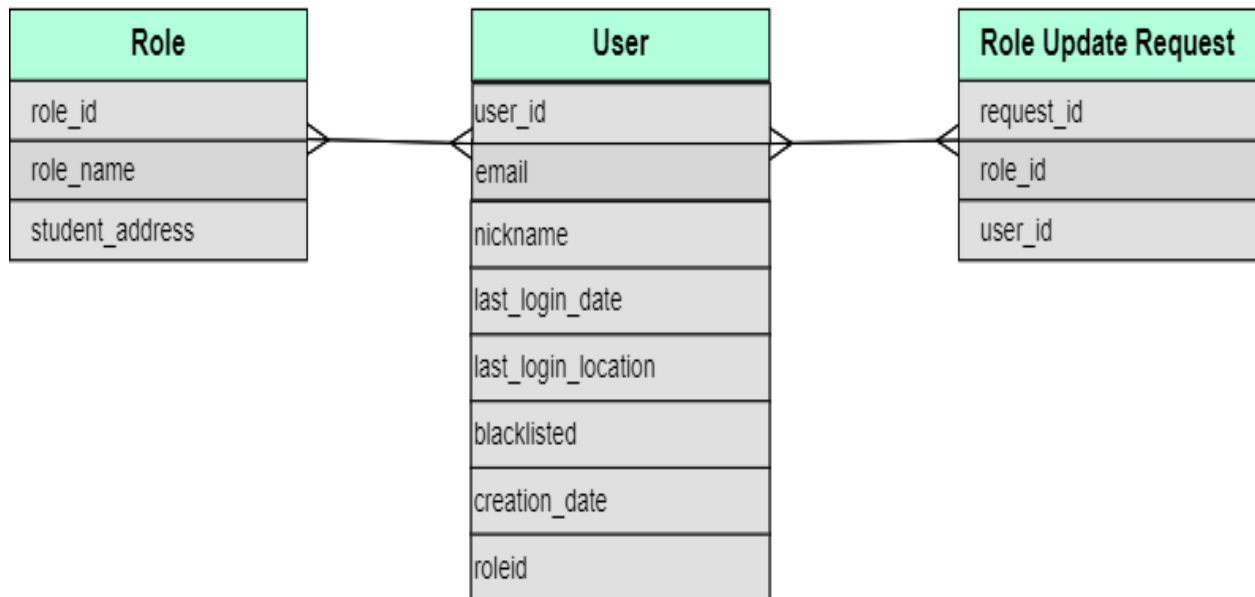 Role
role_id
role_name
student_address
User
user_id
email
nickname
last_login_date
last_login_location
blacklisted
creation_date
roleid
Role Update Request
request_id
role_id
user_id